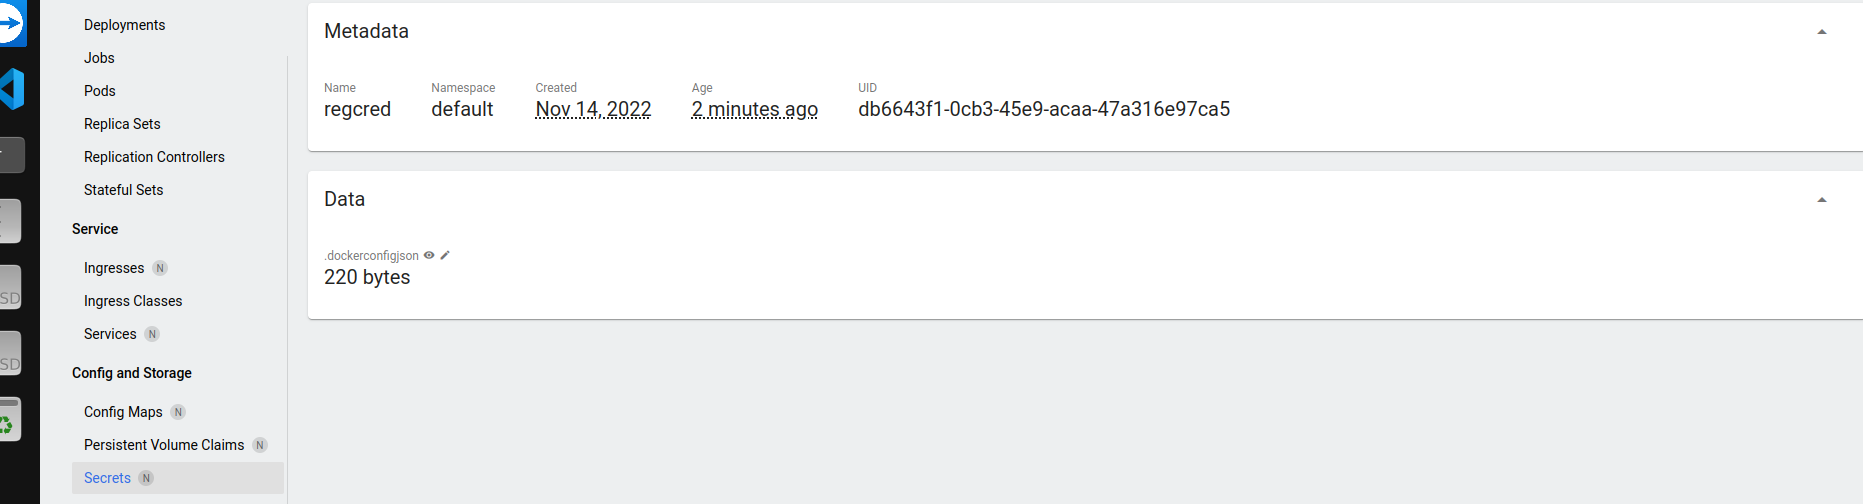 Deployments
Jobs
Pods
Replica Sets
Replication Controllers
Stateful Sets
Service
Ingresses N
Ingress Classes
Services N
Config and Storage
Config Maps N
Persistent Volume Claims N
Secrets N
Metadata
Name
regcred
Namespace
default
Created
Nov 14, 2022
Age
2 minutes ago
UID
db6643f1-0cb3-45e9-acaa-47a316e97ca5
Data
.dockerconfigjson
220 bytes
SD
SD